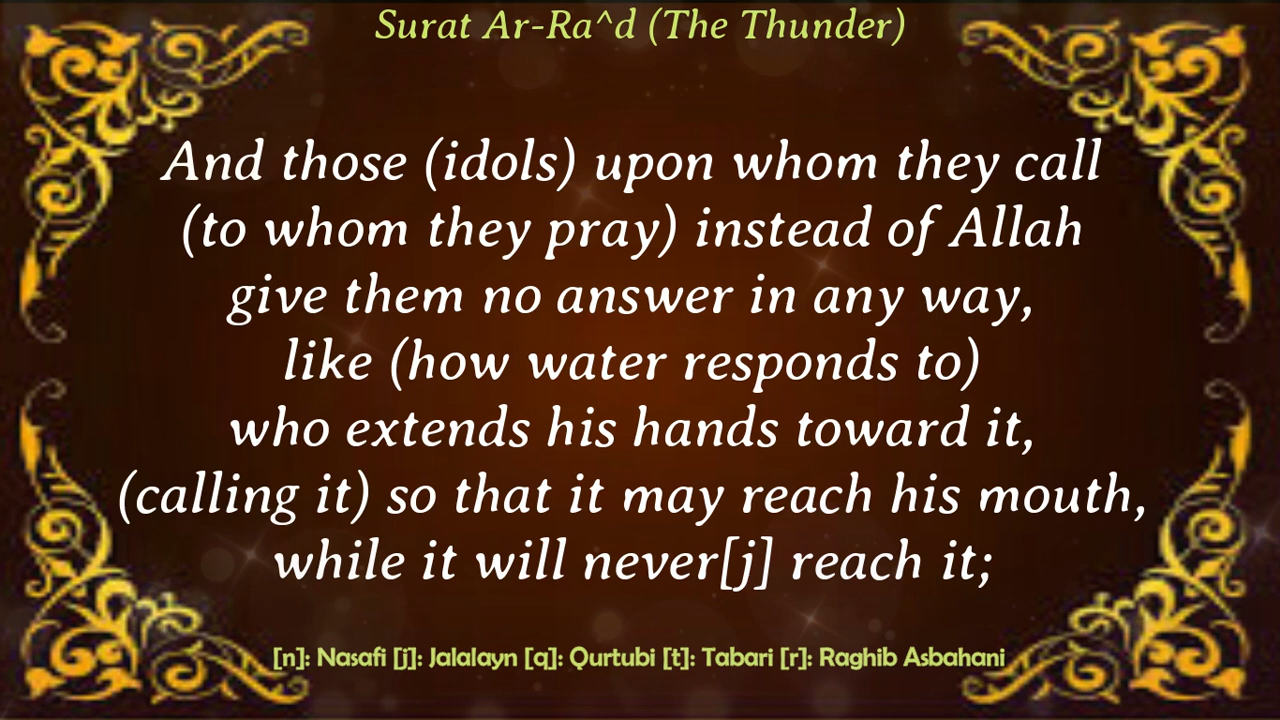 Surat Ar-Ra^d (The Thunder)
And those (idols) upon whom they call
(to whom they pray) instead of Allah
give them no answer in any way,
like (how water responds to)
who extends his hands toward it,
(calling it) so that it may reach his mouth,
while it will never[j] reach it;
[n]: Nasafi [j]: Jalalayn [q]: Qurtubi [t]: Tabari [r]: Raghib Asbahani